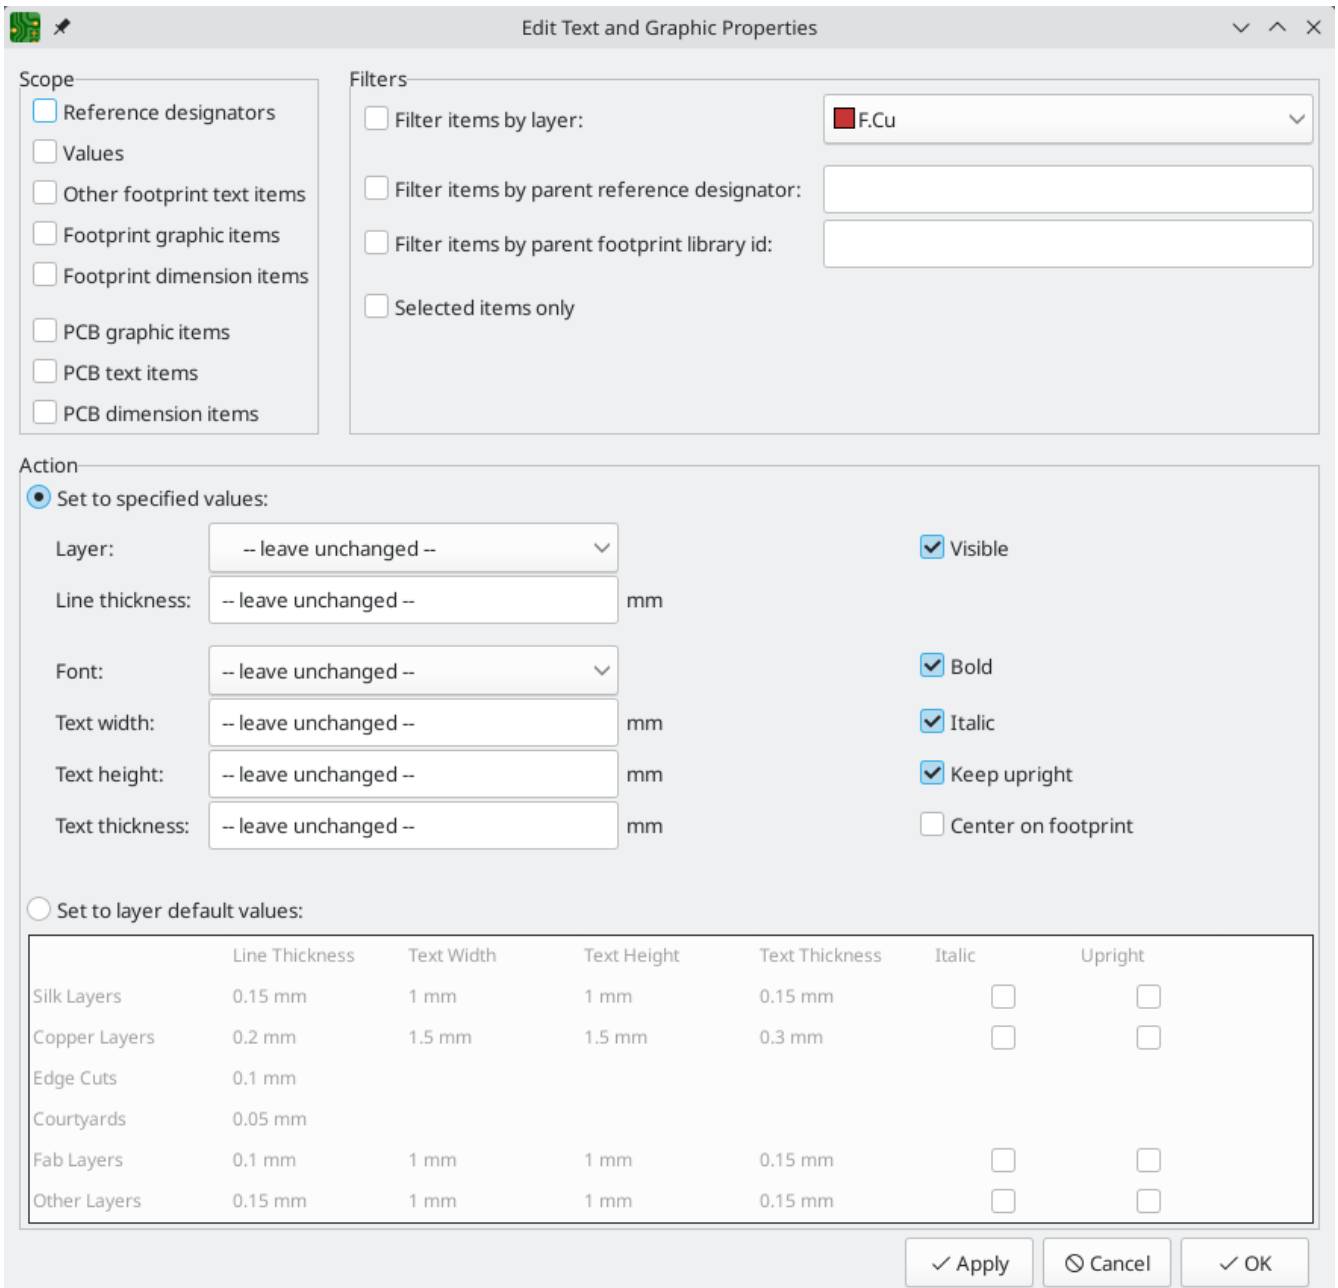 Edit Text and Graphic Properties
Scope
Reference designators
Values
Other footprint text items
Footprint graphic items
Footprint dimension items
PCB graphic items
PCB text items
PCB dimension items
Filters
Filter items by layer: F.Cu
Filter items by parent reference designator:
Filter items by parent footprint library id:
Selected items only
Action
Set to specified values:
Layer: -- leave unchanged -- Visible
Line thickness: -- leave unchanged -- mm
Font: -- leave unchanged -- Bold
Text width: -- leave unchanged -- mm Italic
Text height: -- leave unchanged -- mm Keep upright
Text thickness: -- leave unchanged -- mm Center on footprint
Set to layer default values:
Line Thickness Text Width Text Height Text Thickness Italic Upright
Silk Layers 0.15 mm 1 mm 1 mm 0.15 mm
Copper Layers 0.2 mm 1.5 mm 1.5 mm 0.3 mm
Edge Cuts 0.1 mm
Courtyards 0.05 mm
Fab Layers 0.1 mm 1 mm 1 mm 0.15 mm
Other Layers 0.15 mm 1 mm 1 mm 0.15 mm
Apply Cancel OK